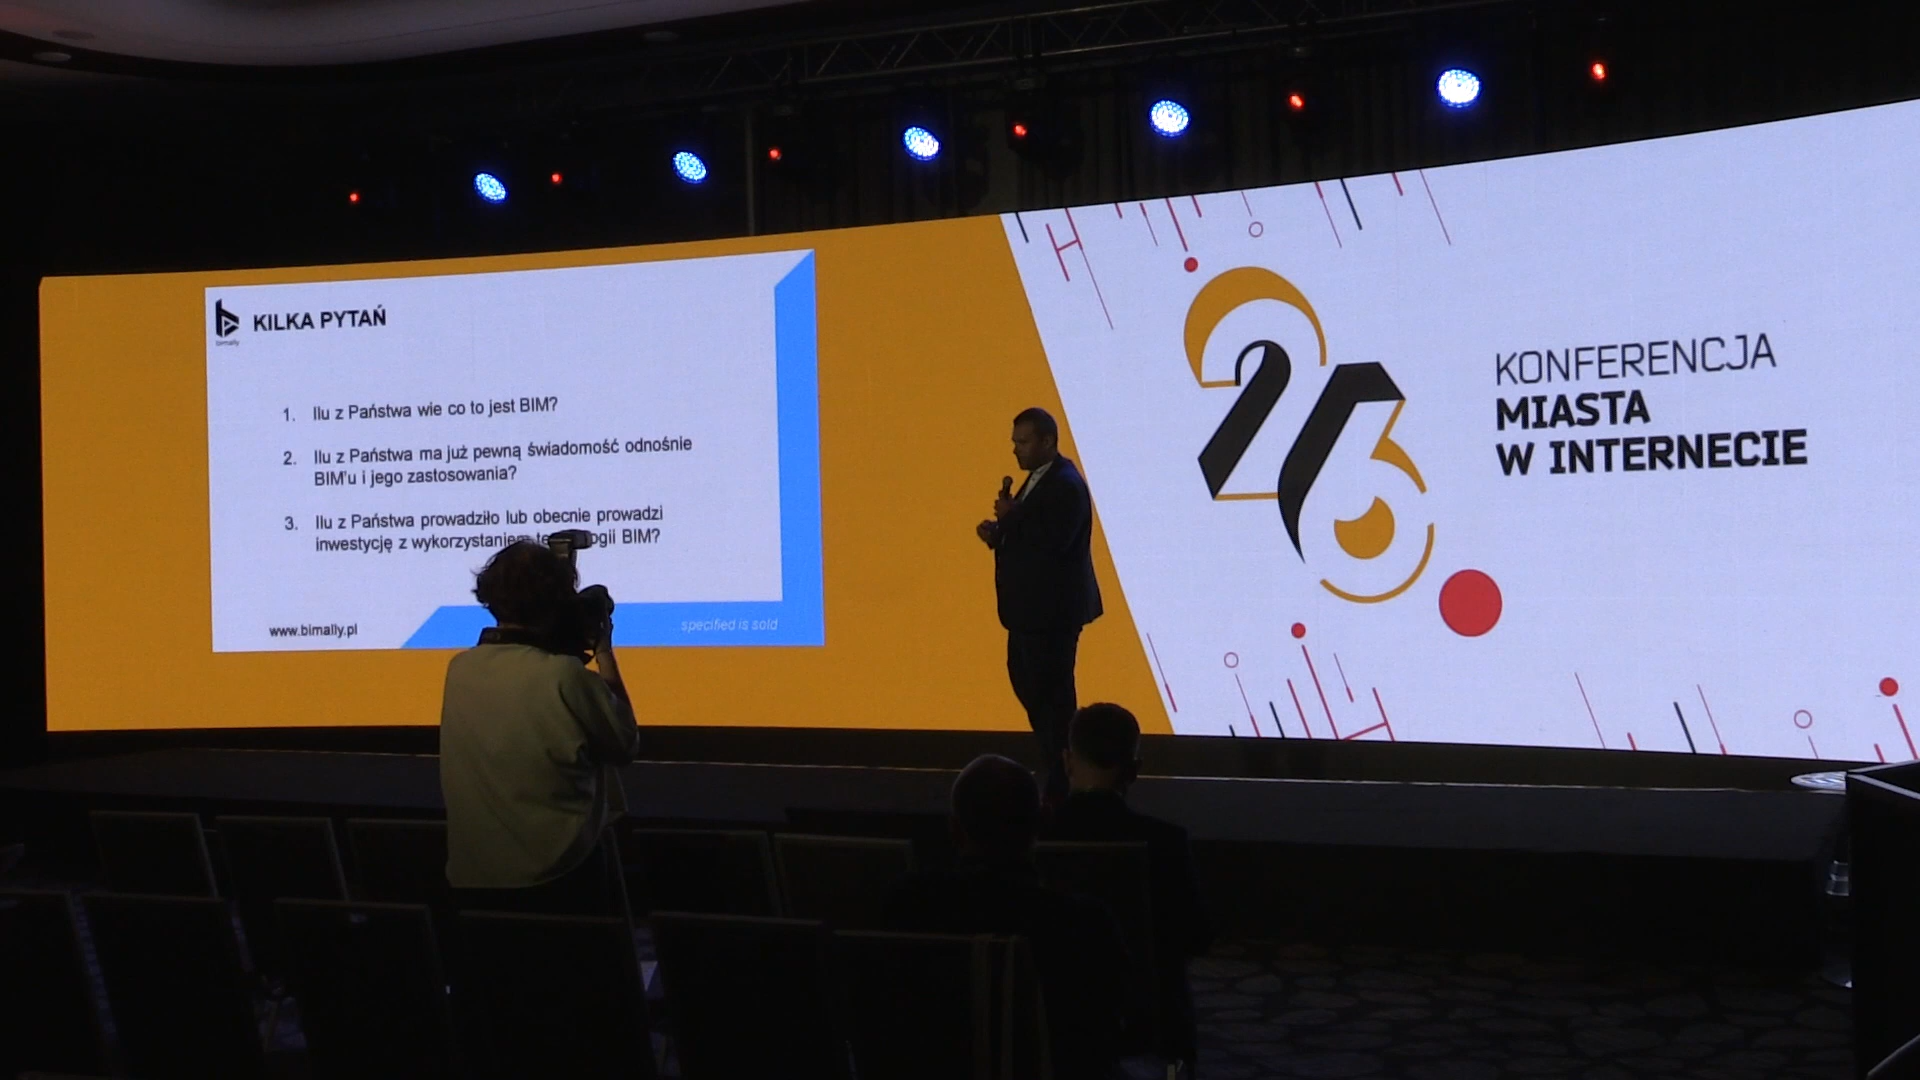 bimally
KILKA PYTAŃ
1. Ilu z Państwa wie co to jest BIM?
2. Ilu z Państwa ma już pewną świadomość odnośnie
BIM'u i jego zastosowania?
3. Ilu z Państwa prowadziło lub obecnie prowadzi
inwestycję z wykorzystaniem BIM?
www.bimally.pl
specified is sold
26
KONFERENCJA
MIASTA
W INTERNECIE